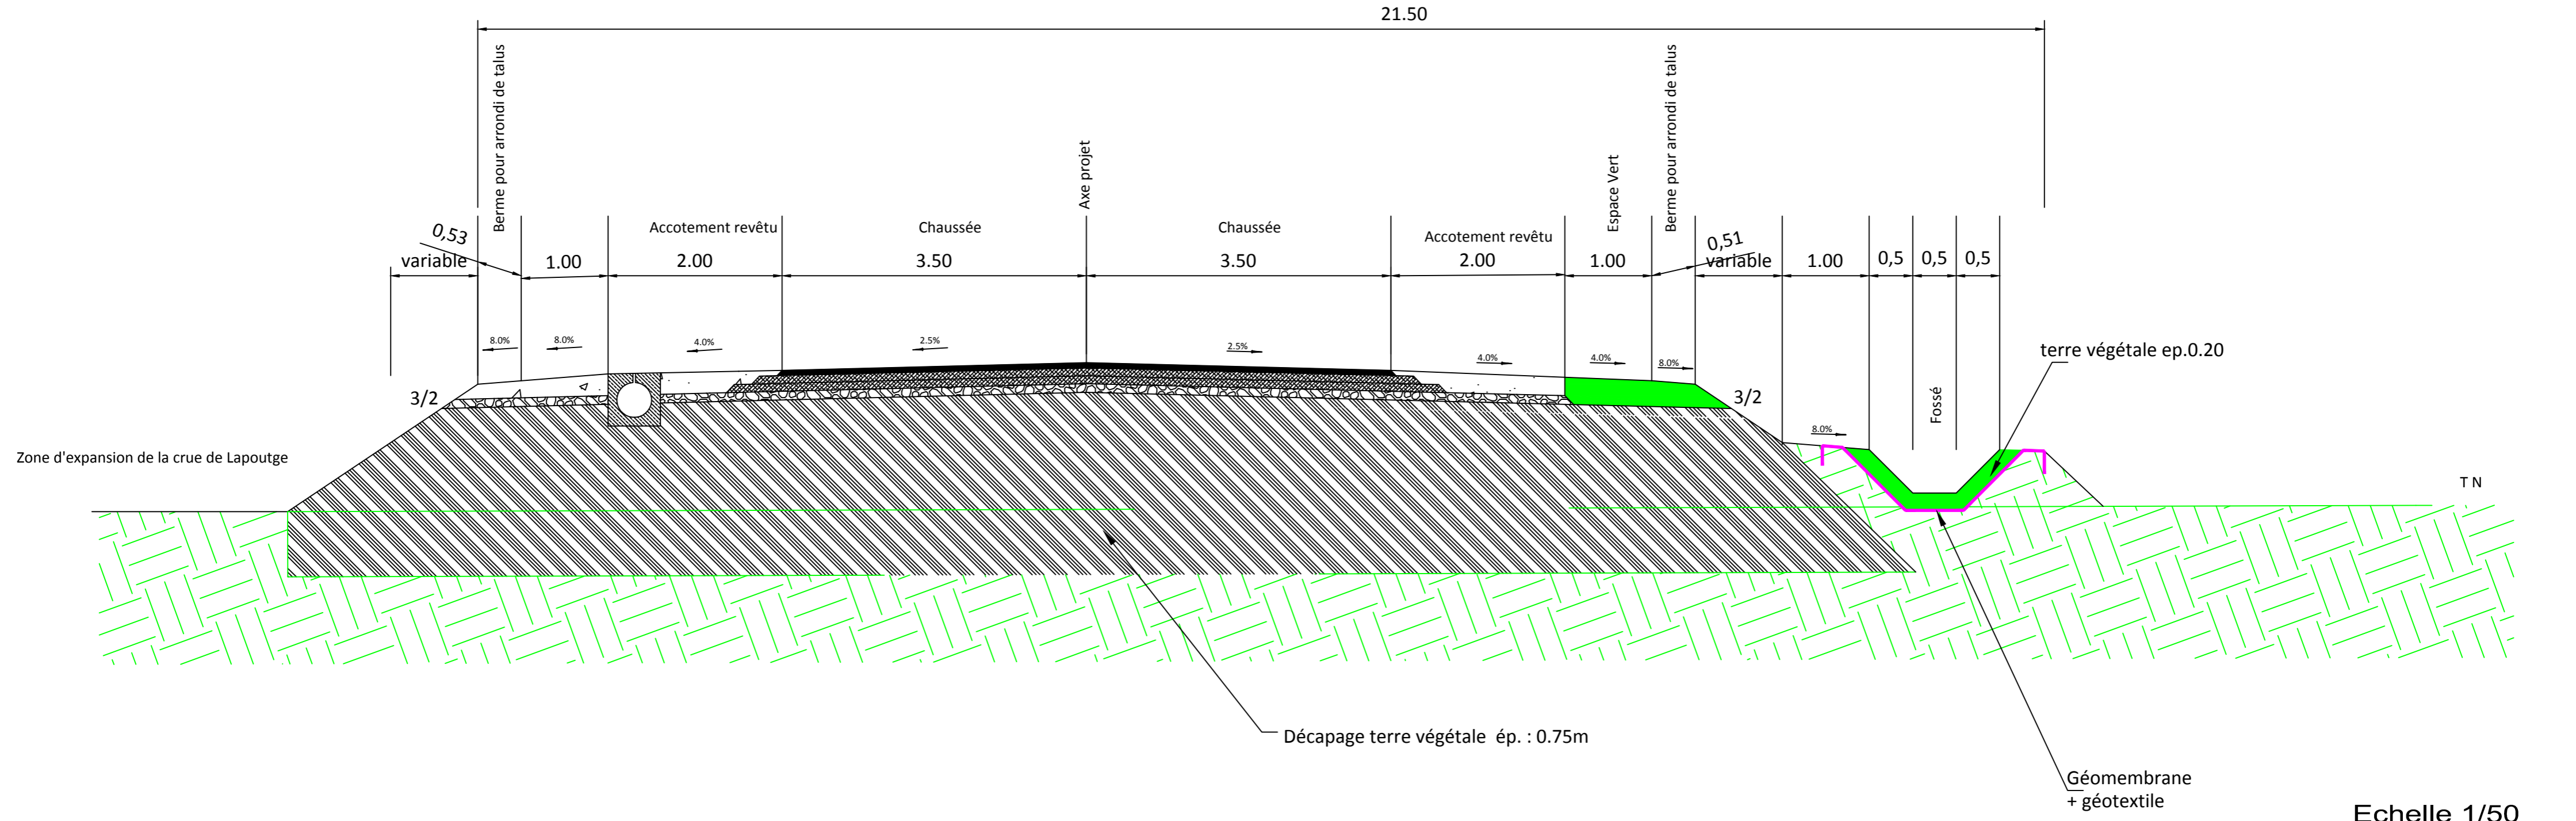 21.50
Berme pour arrondi de talus
Berme pour arrondi de talus
Axe projet
Espace Vert
0,53
Accotement revêtu
Chaussée
Chaussée
Accotement revêtu
0,51
variable
1.00
2.00
3.50
3.50
2.00
1.00
variable
1.00
0,5
0,5
0,5
8.0%
8.0%
4.0%
2.5%
2.5%
4.0%
4.0%
8.0%
terre végétale ep.0.20
3/2
3/2
Fossé
8.0%
Zone d'expansion de la crue de Lapoutge
T N
Décapage terre végétale ép. : 0.75m
Géomembrane
+ géotextile
Echelle 1/50